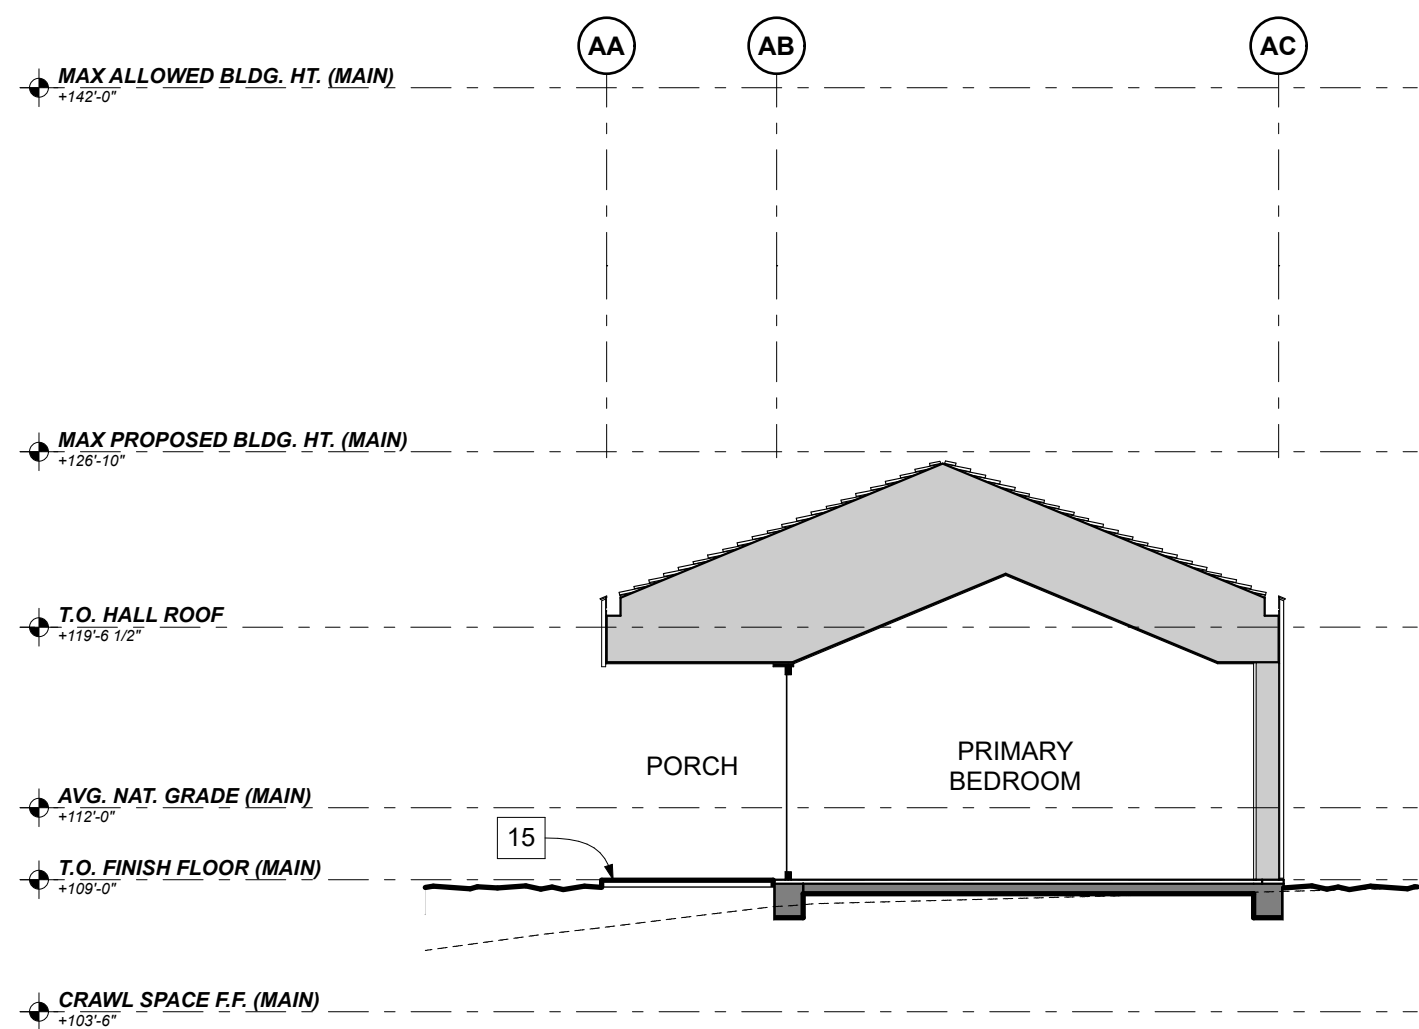 AA
AB
AC
MAX ALLOWED BLDG. HT. (MAIN)
+142'-0"
MAX PROPOSED BLDG. HT. (MAIN)
+126'-10"
T.O. HALL ROOF
+119'-6 1/2"
PORCH
PRIMARY
BEDROOM
AVG. NAT. GRADE (MAIN)
+112'-0"
15
T.O. FINISH FLOOR (MAIN)
+109'-0"
CRAWL SPACE F.F. (MAIN)
+103'-6"